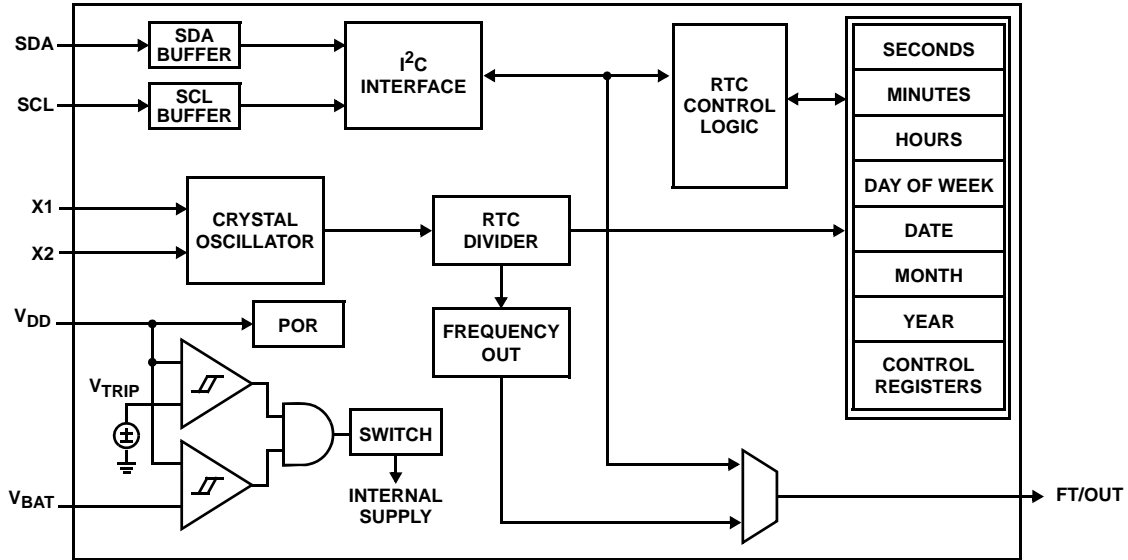 SDA
SDA
BUFFER
SCL
SCL
BUFFER
I²C
INTERFACE
RTC
CONTROL
LOGIC
SECONDS
MINUTES
HOURS
DAY OF WEEK
DATE
MONTH
YEAR
CONTROL
REGISTERS
X1
X2
CRYSTAL
OSCILLATOR
RTC
DIVIDER
FREQUENCY
OUT
VDD
POR
VTRIP
SWITCH
INTERNAL
SUPPLY
VBAT
FT/OUT